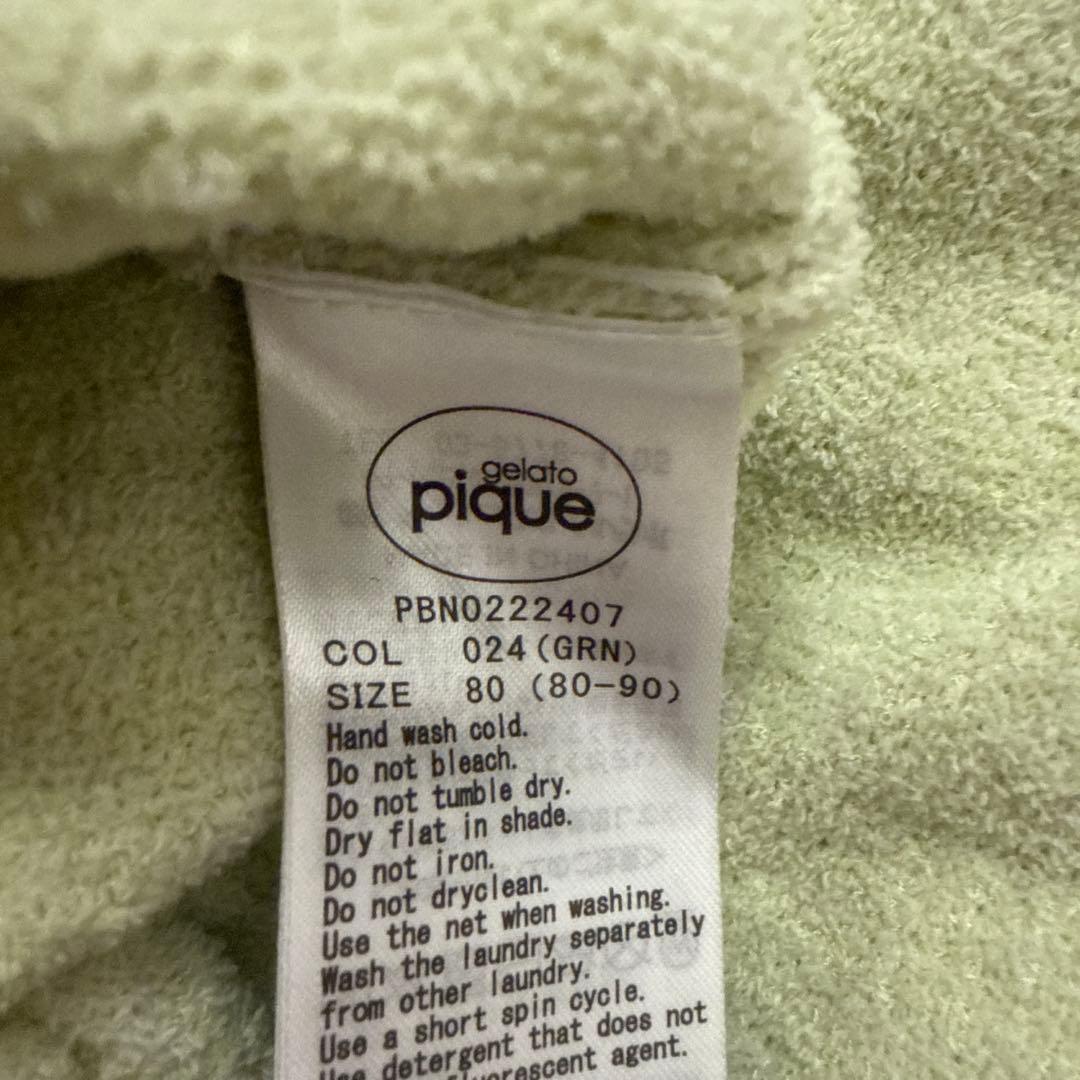 gelato
pique
PBN0222407
COL 024(GRN)
SIZE 80 (80-90)
Hand wash cold.
Do not bleach.
Do not tumble dry.
Dry flat in shade.
Do not iron.
Do not dryclean.
Use the net when washing.
Wash the laundry separately
from other laundry.
Use a short spin cycle.
Use detergent that does not
fluorescent agent.